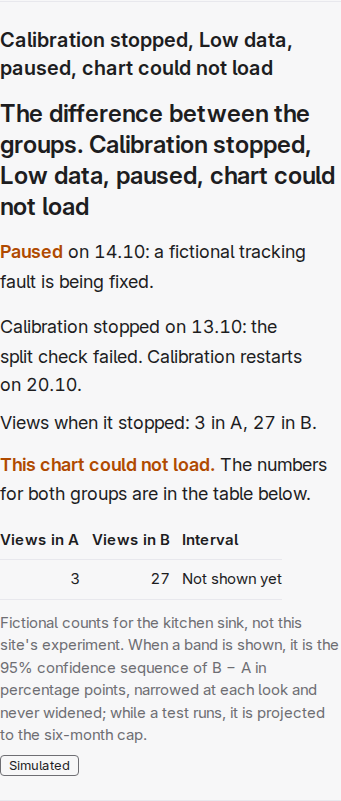 Calibration stopped, Low data,
paused, chart could not load
The difference between the
groups. Calibration stopped,
Low data, paused, chart could
not load
Paused on 14.10: a fictional tracking
fault is being fixed.
Calibration stopped on 13.10: the
split check failed. Calibration restarts
on 20.10.
Views when it stopped: 3 in A, 27 in B.
This chart could not load. The numbers
for both groups are in the table below.
Views in A Views in B Interval
3 27 Not shown yet
Fictional counts for the kitchen sink, not this
site's experiment. When a band is shown, it is the
95% confidence sequence of B − A in
percentage points, narrowed at each look and
never widened; while a test runs, it is projected
to the six-month cap.
Simulated